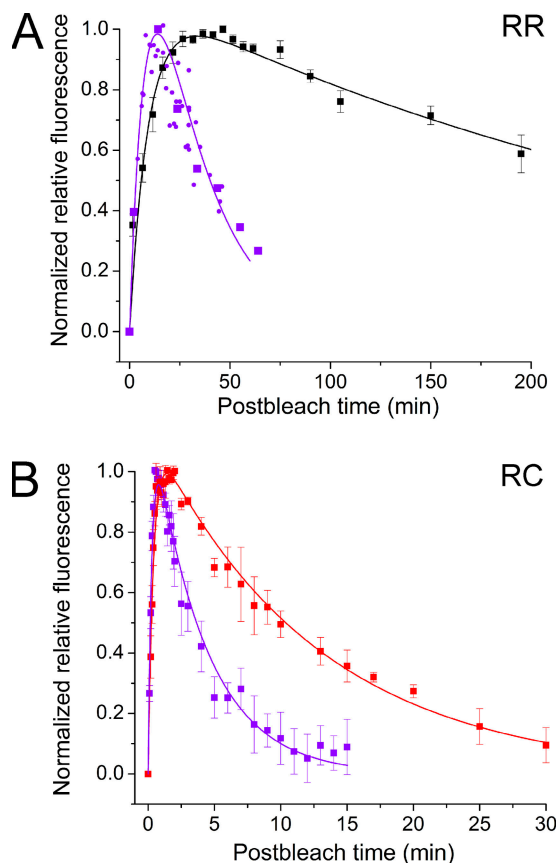 A
RR
Normalized relative fluorescence
1.0
0.8
0.6
0.4
0.2
0.0
0 50 100 150 200
Postbleach time (min)
B
RC
Normalized relative fluorescence
1.0
0.8
0.6
0.4
0.2
0.0
0 5 10 15 20 25 30
Postbleach time (min)